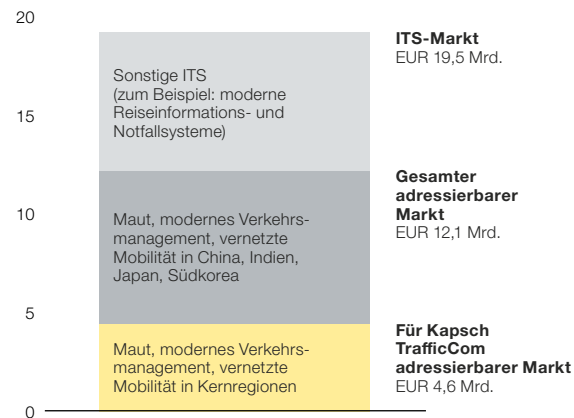 20
15
10
5
0
Sonstige ITS
(zum Beispiel: moderne
Reiseinformations- und
Notfallsysteme)
Maut, modernes Verkehrs-
management, vernetzte
Mobilität in China, Indien,
Japan, Südkorea
Maut, modernes Verkehrs-
management, vernetzte
Mobilität in Kernregionen
ITS-Markt
EUR 19,5 Mrd.
Gesamter
adressierbarer
Markt
EUR 12,1 Mrd.
Für Kapsch
TrafficCom
adressierbarer Markt
EUR 4,6 Mrd.